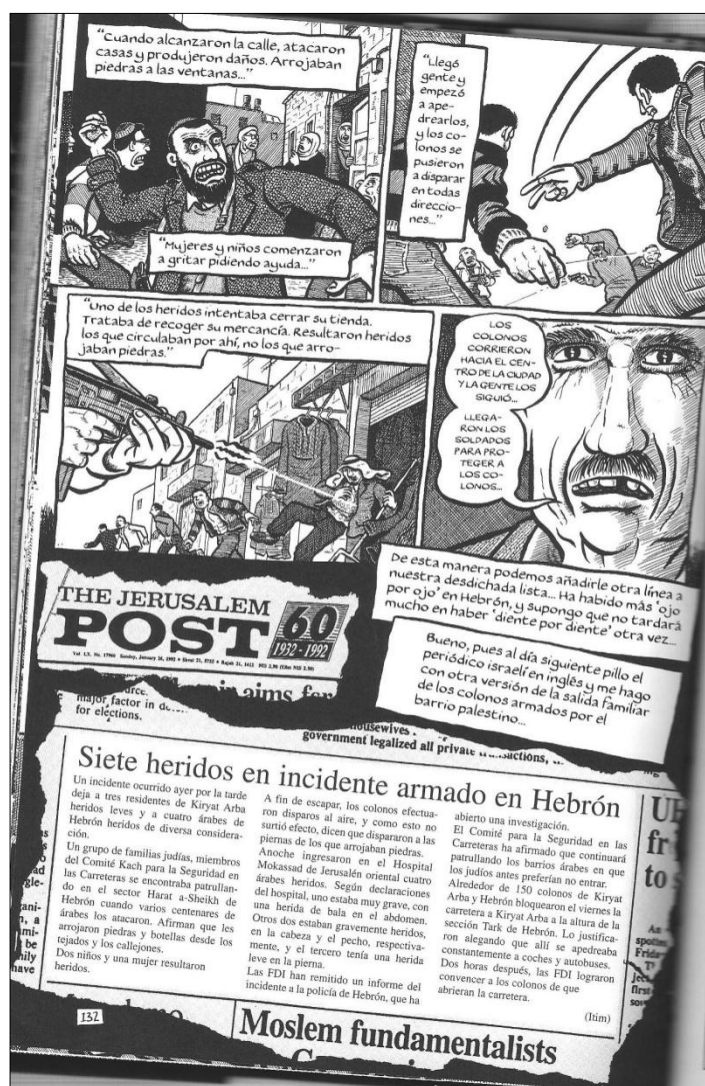 “Cuando alcanzaron la calle, atacaron
casas y produjeron daños. Arrojaban
piedras a las ventanas...”
“Mujeres y niños comenzaron
a gritar pidiendo ayuda...”
“Llegó
gente y
empezó
a ape-
drearlos,
y los co-
lonos se
pusieron
a disparar
en todas
direccio-
nes...”
“Uno de los heridos intentaba cerrar su tienda.
Trataba de recoger su mercancía. Resultaron heridos
los que circulaban por ahí, no los que arro-
jaban piedras.”
LOS
COLONOS
CORRIERON
HACIA EL CEN-
TRO DE LA CIUDAD
Y LA GENTE LOS
SIGUIÓ...
LLEGA-
RON LOS
SOLDADOS
PARA PRO-
TEGER A
LOS CO-
LONOS...
De esta manera podemos añadirle otra línea a
nuestra desdichada lista... Ha habido más 'ojo
por ojo' en Hebrón, y supongo que no tardará
mucho en haber 'diente por diente' otra vez...
Bueno, pues al día siguiente pillo el
periódico israelí en inglés y me hago
con otra versión de la salida familiar
de los colonos armados por el
barrio palestino...
THE JERUSALEM
POST
60
1932-1992
aims for
major factor in
for elections.
housewives
government legalized all private
Siete heridos en incidente armado en Hebrón
Un incidente ocurrido ayer por la tarde
deja a tres residentes de Kiryat Arba
heridos leves y a cuatro árabes de
Hebrón heridos de diversa considera-
ción.
Un grupo de familias judías, miembros
del Comité Kach para la Seguridad en
las Carreteras se encontraba patrullan-
do en el sector Harat a-Sheikh de
Hebrón cuando varios centenares de
árabes los atacaron. Afirman que les
arrojaron piedras y botellas desde los
tejados y los callejones.
Dos niños y una mujer resultaron
heridos.
A fin de escapar, los colonos efectua-
ron disparos al aire, y como esto no
surtió efecto, dicen que dispararon a las
piernas de los que arrojaban piedras.
Anoche ingresaron en el Hospital
Mokassad de Jerusalén oriental cuatro
árabes heridos. Según declaraciones
del hospital, uno estaba muy grave, con
una herida de bala en el abdomen.
Otros dos estaban gravemente heridos,
en la cabeza y el pecho, respectiva-
mente, y el tercero tenía una herida
leve en la pierna.
Las FDI han remitido un informe del
incidente a la policía de Hebrón, que ha
abierto una investigación.
El Comité para la Seguridad en las
Carreteras ha afirmado que continuará
patrullando los barrios árabes en que
los judíos antes preferían no entrar.
Alrededor de 150 colonos de Kiryat
Arba y Hebrón bloquearon el viernes la
carretera a Kiryat Arba a la altura de la
sección Tark de Hebrón. Lo justifica-
ron alegando que allí se apedreaba
constantemente a coches y autobuses.
Dos horas después, las FDI lograron
convencer a los colonos de que
abrieran la carretera.
(Itim)
to
132
Moslem fundamentalists